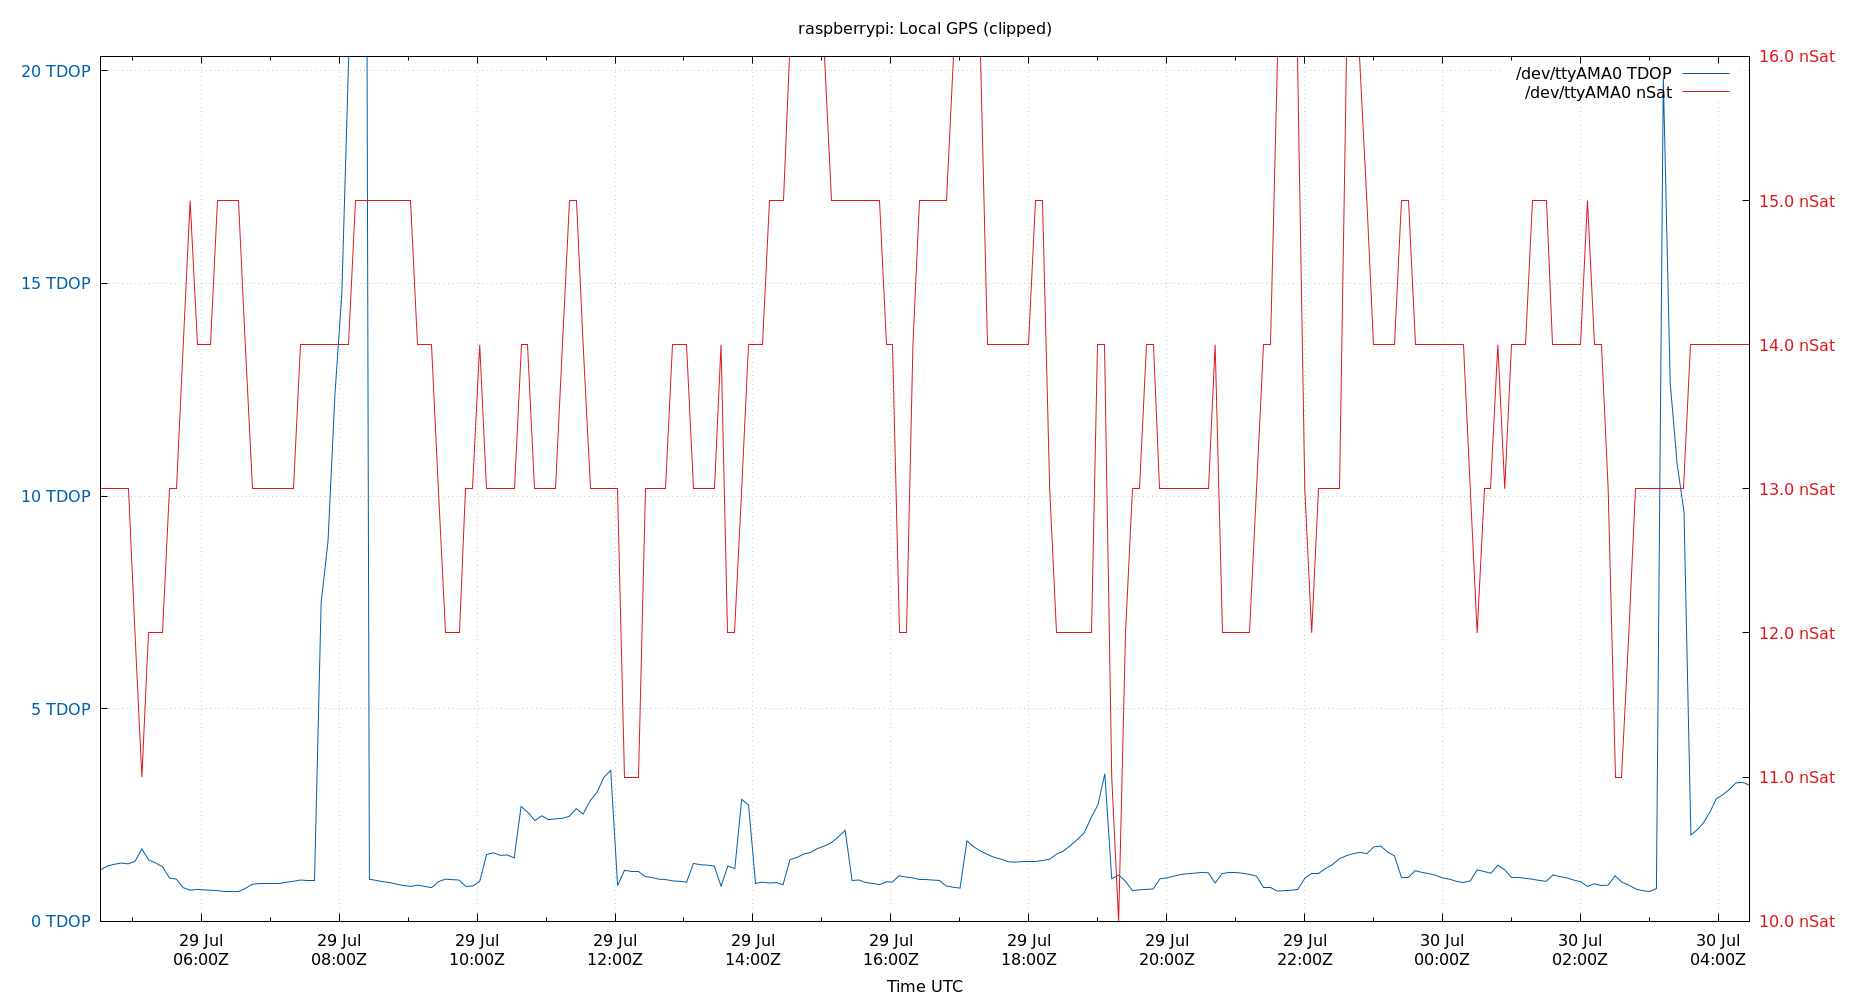 raspberrypi: Local GPS (clipped)
20 TDOP
15 TDOP
10 TDOP
5 TDOP
0 TDOP
16.0 nSat
15.0 nSat
14.0 nSat
13.0 nSat
12.0 nSat
11.0 nSat
10.0 nSat
/dev/ttyAMA0 TDOP
/dev/ttyAMA0 nSat
29 Jul
06:00Z
29 Jul
08:00Z
29 Jul
10:00Z
29 Jul
12:00Z
29 Jul
14:00Z
29 Jul
16:00Z
29 Jul
18:00Z
29 Jul
20:00Z
29 Jul
22:00Z
30 Jul
00:00Z
30 Jul
02:00Z
30 Jul
04:00Z
Time UTC